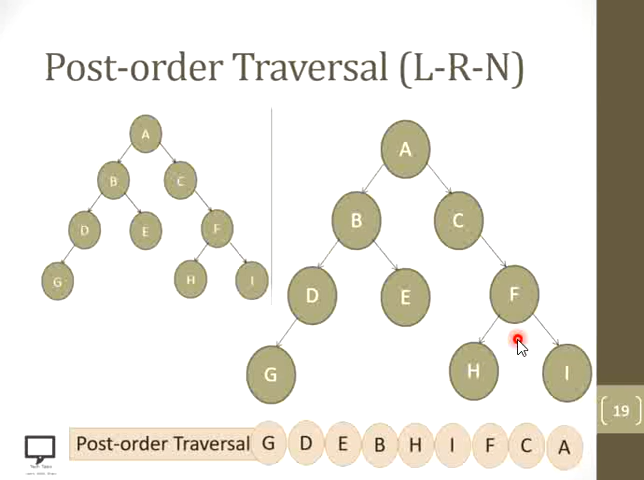 Post-order Traversal (L-R-N)
A
B
C
D
E
F
G
H
I
A
B
C
D
E
F
G
H
I
19
Post-order Traversal G D E B H I F C A